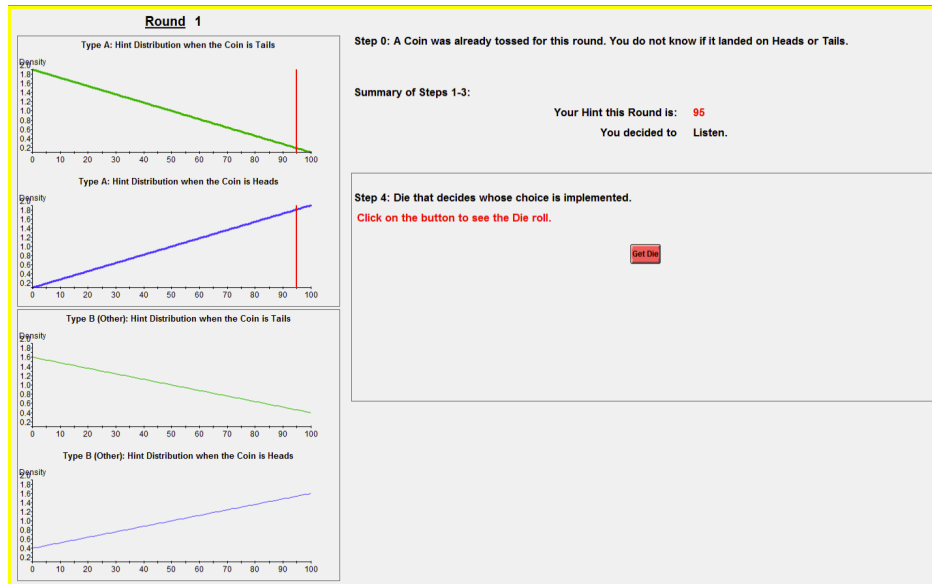 Round 1
Type A: Hint Distribution when the Coin is Tails
Density
2.0
1.8
1.6
1.4
1.2
1.0
0.8
0.6
0.4
0.2
0 10 20 30 40 50 60 70 80 90 100
Type A: Hint Distribution when the Coin is Heads
Density
2.0
1.8
1.6
1.4
1.2
1.0
0.8
0.6
0.4
0.2
0 10 20 30 40 50 60 70 80 90 100
Type B (Other): Hint Distribution when the Coin is Tails
Density
2.0
1.8
1.6
1.4
1.2
1.0
0.8
0.6
0.4
0.2
0 10 20 30 40 50 60 70 80 90 100
Type B (Other): Hint Distribution when the Coin is Heads
Density
2.0
1.8
1.6
1.4
1.2
1.0
0.8
0.6
0.4
0.2
0 10 20 30 40 50 60 70 80 90 100
Step 0: A Coin was already tossed for this round. You do not know if it landed on Heads or Tails.
Summary of Steps 1-3:
Your Hint this Round is: 95
You decided to Listen.
Step 4: Die that decides whose choice is implemented.
Click on the button to see the Die roll.
Get Die